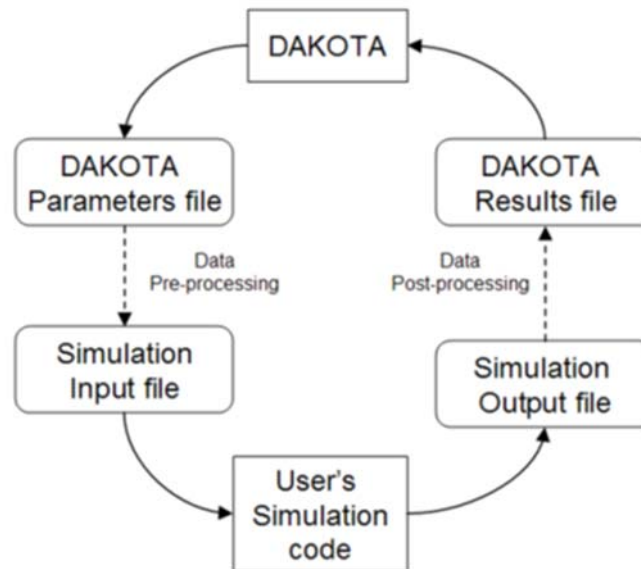 DAKOTA
DAKOTA
Parameters file
DAKOTA
Results file
Data
Pre-processing
Data
Post-processing
Simulation
Input file
Simulation
Output file
User's
Simulation
code